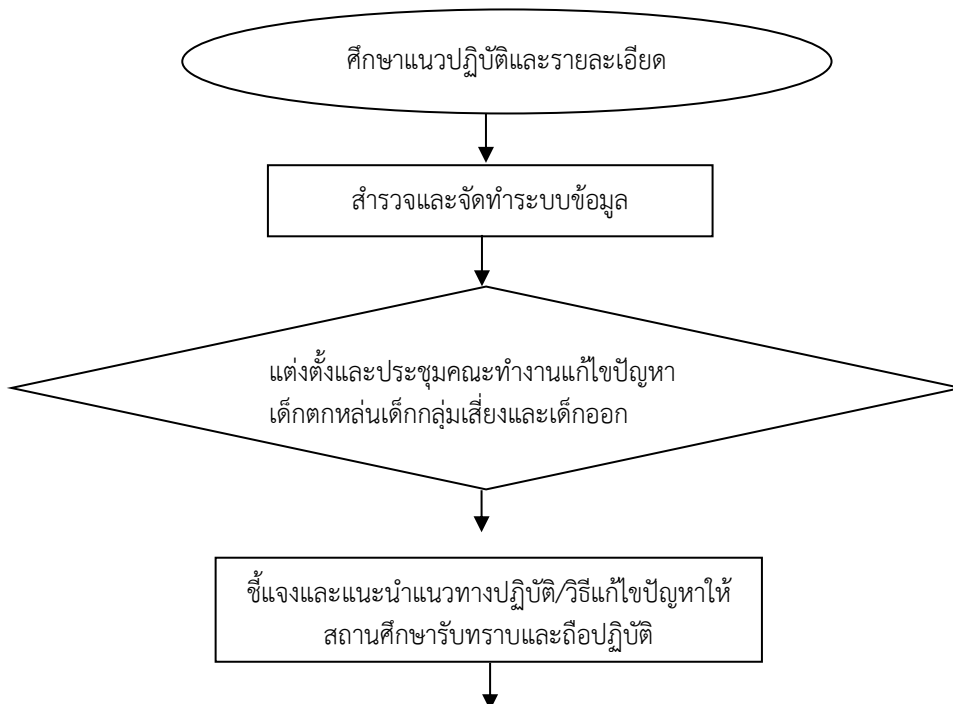 ศึกษาแนวปฏิบัติและรายละเอียด
สำรวจและจัดทำระบบข้อมูล
แต่งตั้งและประชุมคณะทำงานแก้ไขปัญหา
เด็กตกหล่นเด็กกลุ่มเสี่ยงและเด็กออก
ชี้แจงและแนะนำแนวทางปฏิบัติ/วิธีแก้ไขปัญหาให้
สถานศึกษารับทราบและถือปฏิบัติ